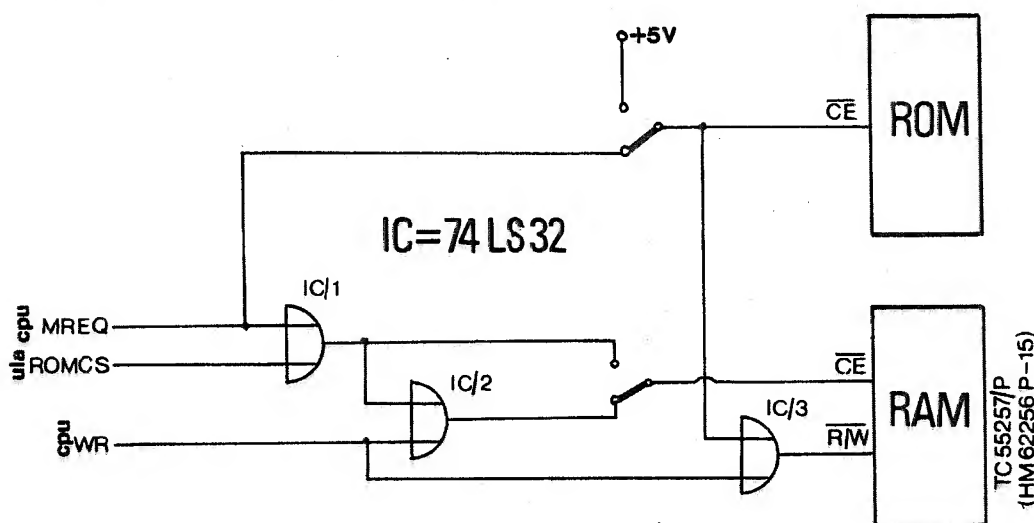 +5V
CE
ROM
IC=74 LS32
IC/1
cpu MREQ
ula ROMCS
IC/2
CE
RAM
cpu WR
IC/3
R/W
TC 55257/P
(HM 62256 P-15)